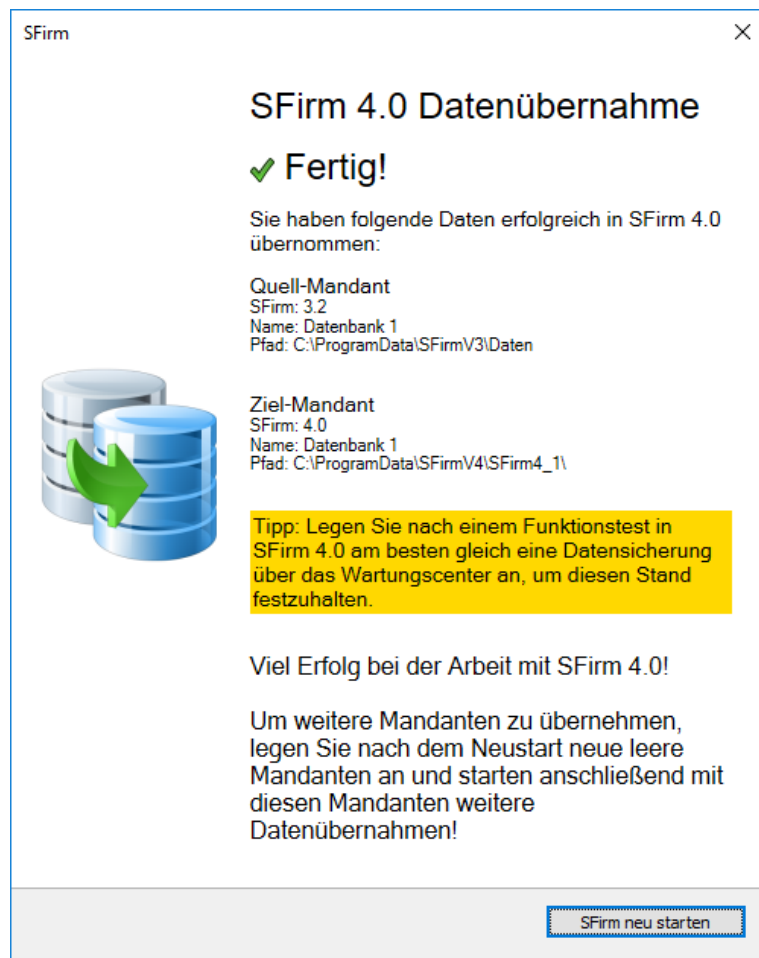 SFirm
SFirm 4.0 Datenübernahme
Fertig!
Sie haben folgende Daten erfolgreich in SFirm 4.0
übernommen:
Quell-Mandant
SFirm: 3.2
Name: Datenbank 1
Pfad: C:\ProgramData\SFirmV3\Daten
Ziel-Mandant
SFirm: 4.0
Name: Datenbank 1
Pfad: C:\ProgramData\SFirmV4\SFirm4_1\
Tipp: Legen Sie nach einem Funktionstest in
SFirm 4.0 am besten gleich eine Datensicherung
über das Wartungscenter an, um diesen Stand
festzuhalten.
Viel Erfolg bei der Arbeit mit SFirm 4.0!
Um weitere Mandanten zu übernehmen,
legen Sie nach dem Neustart neue leere
Mandanten an und starten anschließend mit
diesen Mandanten weitere
Datenübernahmen!
SFirm neu starten